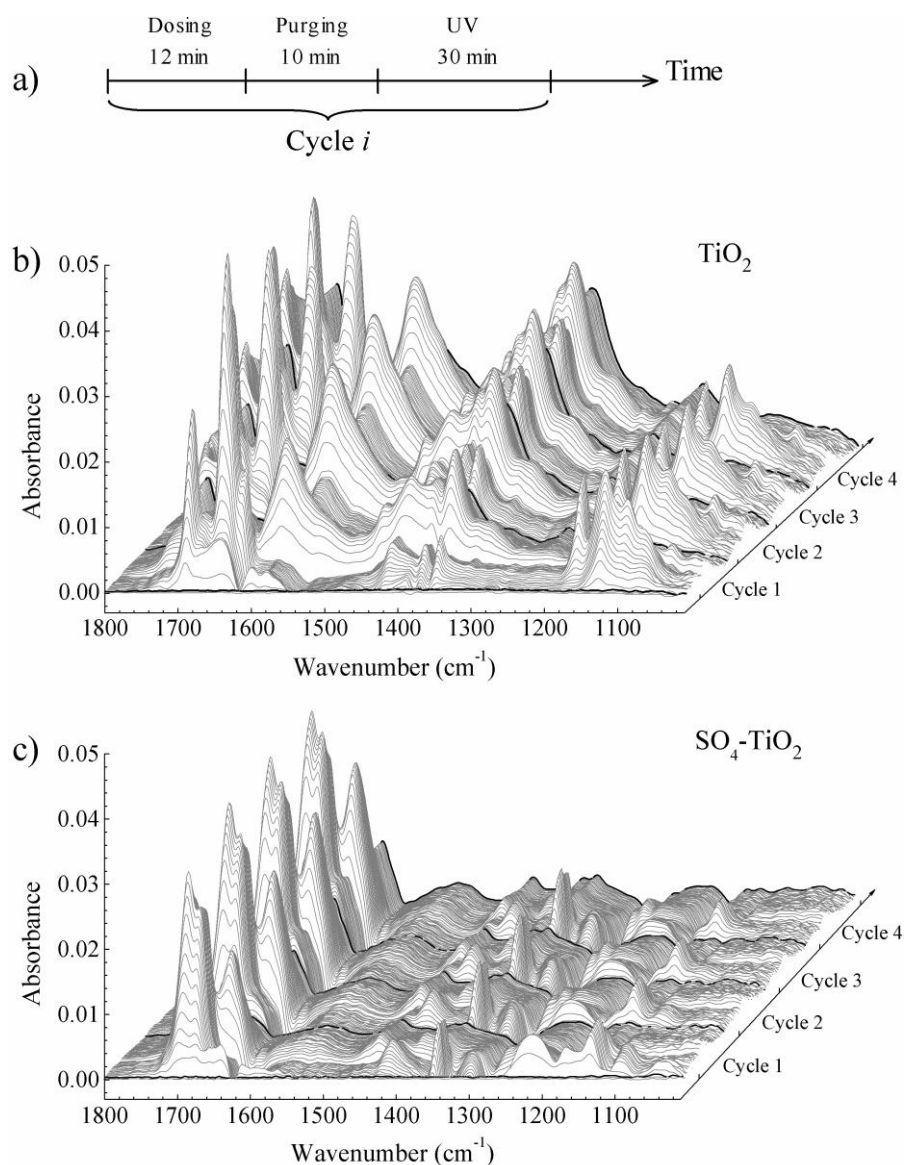 Dosing Purging UV
12 min 10 min 30 min
a) Time
Cycle i
b) TiO₂
0.05
0.04
0.03
0.02
0.01
0.00
Absorbance
Cycle 4
Cycle 3
Cycle 2
Cycle 1
1800 1700 1600 1500 1400 1300 1200 1100
Wavenumber (cm⁻¹)
c) SO₄-TiO₂
0.05
0.04
0.03
0.02
0.01
0.00
Absorbance
Cycle 4
Cycle 3
Cycle 2
Cycle 1
1800 1700 1600 1500 1400 1300 1200 1100
Wavenumber (cm⁻¹)